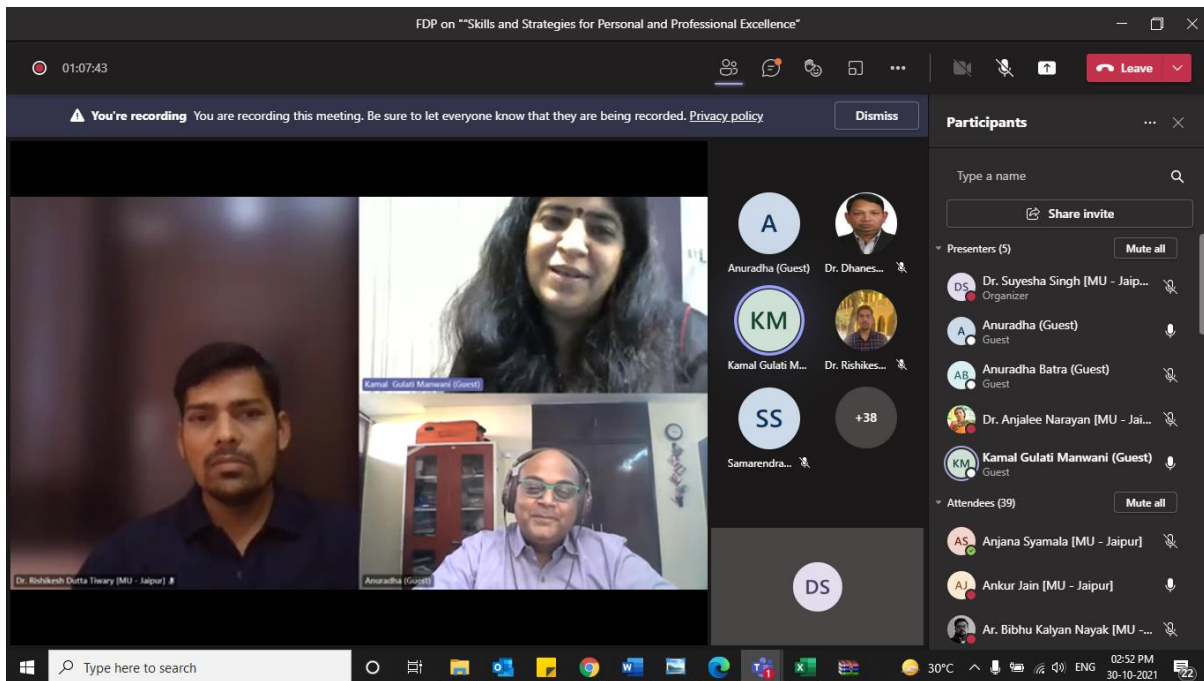 FDP on ""Skills and Strategies for Personal and Professional Excellence"
01:07:43
Leave
You're recording You are recording this meeting. Be sure to let everyone know that they are being recorded. Privacy policy
Dismiss
Kamal Gulati Manwani (Guest)
Dr. Rishikesh Dutta Tiwary [MU - Jaipur]
Anuradha (Guest)
A
Anuradha (Guest)
Dr. Dhanes...
KM
Kamal Gulati M...
Dr. Rishikes...
SS
Samarendra...
+38
DS
Participants
Type a name
Share invite
Presenters (5)
Mute all
DS
Dr. Suyesha Singh [MU - Jaip...
Organizer
A
Anuradha (Guest)
Guest
AB
Anuradha Batra (Guest)
Guest
Dr. Anjalee Narayan [MU - Jai...
KM
Kamal Gulati Manwani (Guest)
Guest
Attendees (39)
Mute all
AS
Anjana Syamala [MU - Jaipur]
AJ
Ankur Jain [MU - Jaipur]
Ar. Bibhu Kalyan Nayak [MU -...
Type here to search
1
30°C
ENG
02:52 PM
30-10-2021
22